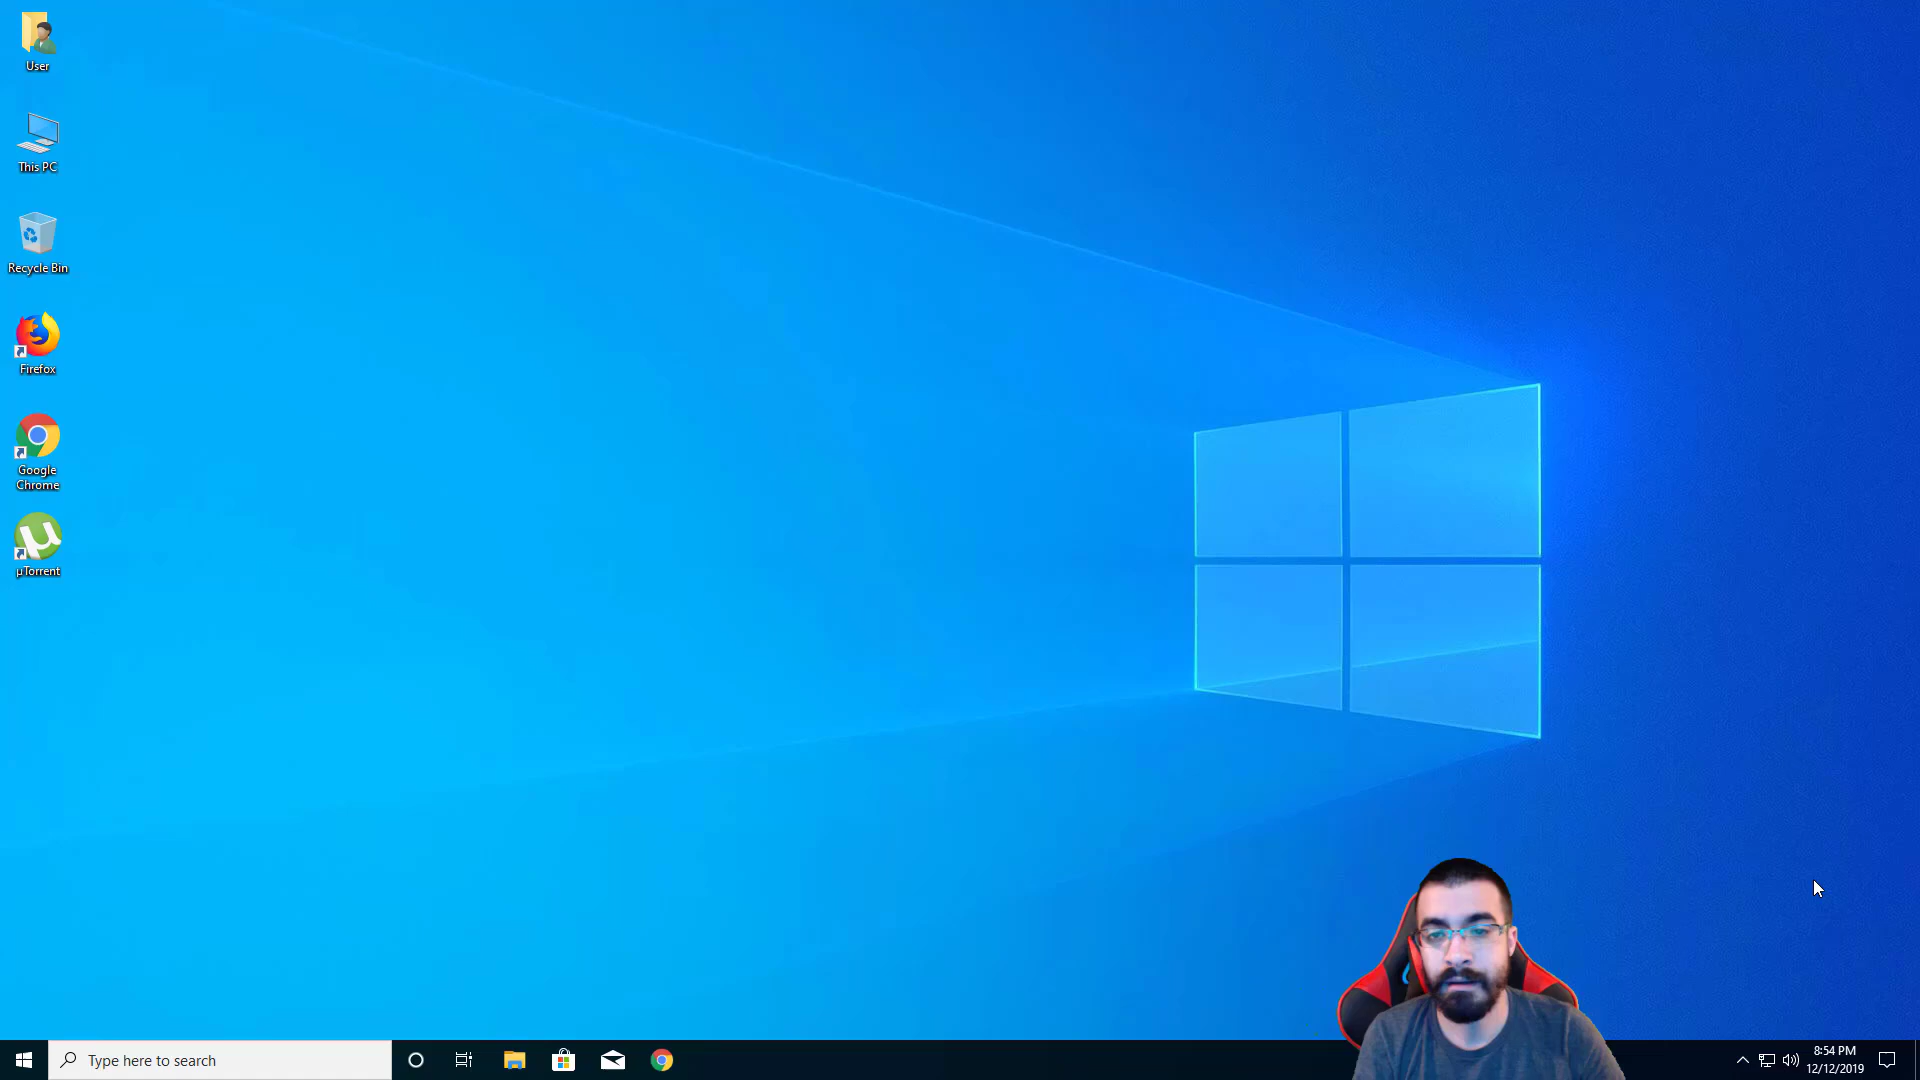 User
This PC
Recycle Bin
Firefox
Google
Chrome
µTorrent
Type here to search
8:54 PM
12/12/2019